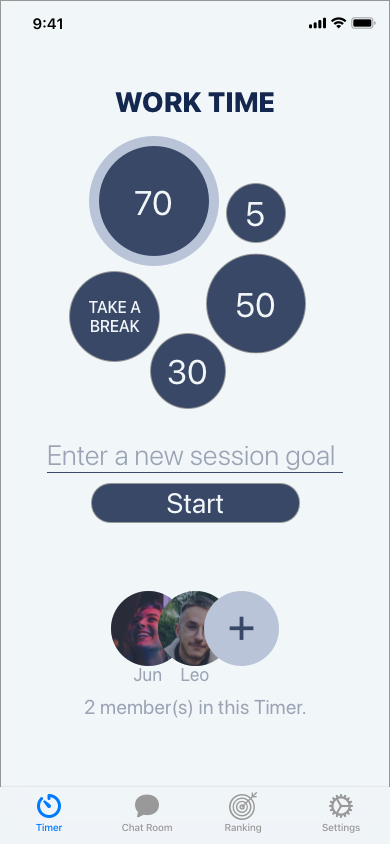 9:41
WORK TIME
70
5
TAKE A
BREAK
50
30
Enter a new session goal
Start
+
Jun Leo
2 member(s) in this Timer.
Timer Chat Room Ranking Settings